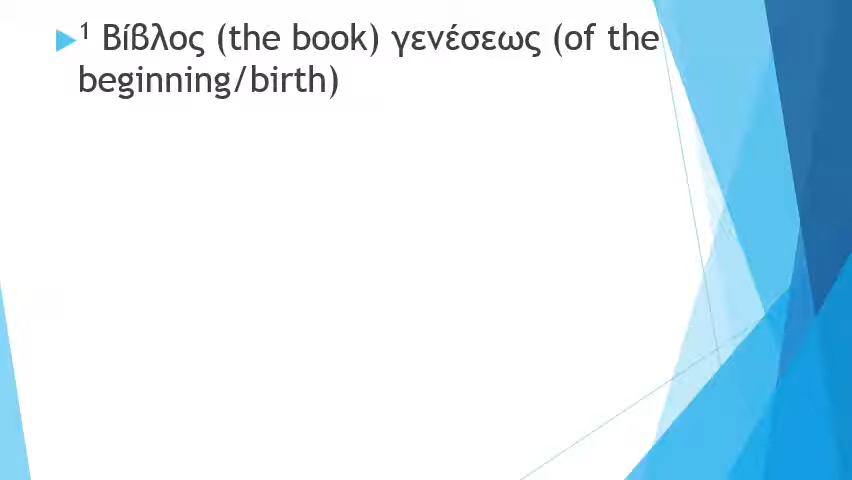 ¹ Βίβλος (the book) γενέσεως (of the
beginning/birth)